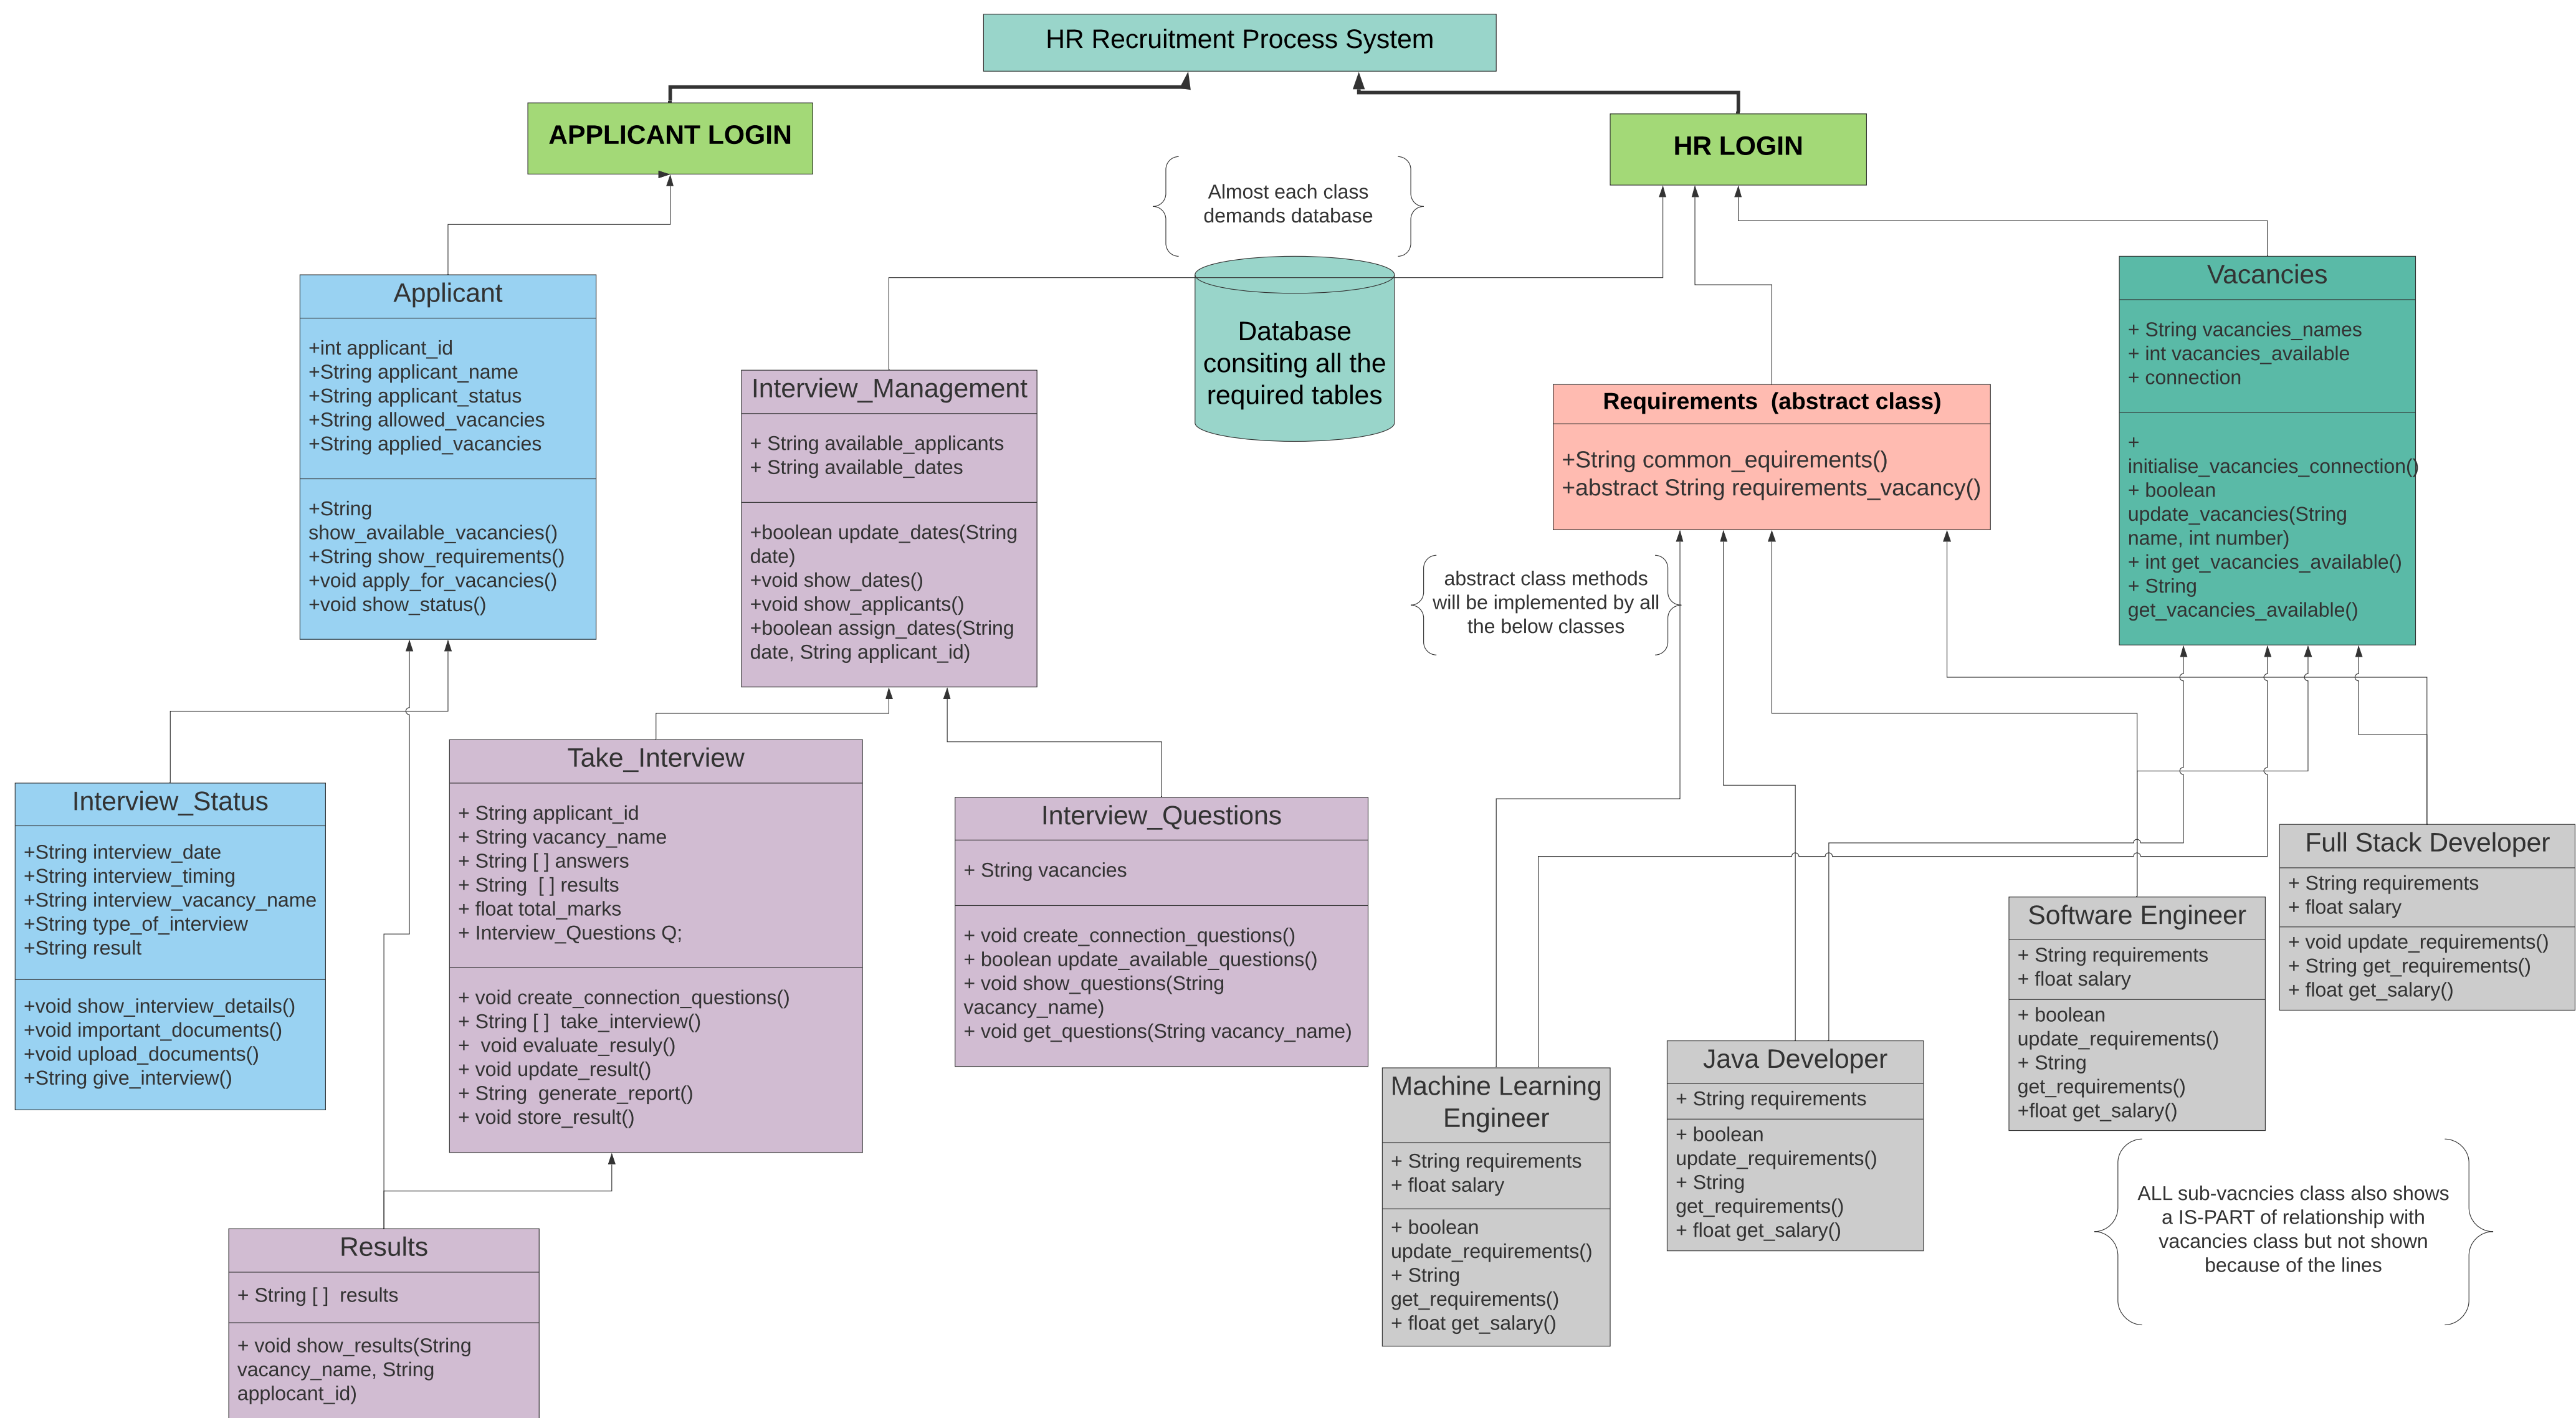 HR Recruitment Process System
APPLICANT LOGIN
HR LOGIN
Almost each class
demands database
Database
consiting all the
required tables
Applicant
+int applicant_id
+String applicant_name
+String applicant_status
+String allowed_vacancies
+String applied_vacancies
+String
show_available_vacancies()
+String show_requirements()
+void apply_for_vacancies()
+void show_status()
Interview_Management
+ String available_applicants
+ String available_dates
+boolean update_dates(String
date)
+void show_dates()
+void show_applicants()
+boolean assign_dates(String
date, String applicant_id)
Requirements  (abstract class)
+String common_equirements()
+abstract String requirements_vacancy()
abstract class methods
will be implemented by all
the below classes
Vacancies
+ String vacancies_names
+ int vacancies_available
+ connection
+
initialise_vacancies_connection()
+ boolean
update_vacancies(String
name, int number)
+ int get_vacancies_available()
+ String
get_vacancies_available()
Interview_Status
+String interview_date
+String interview_timing
+String interview_vacancy_name
+String type_of_interview
+String result
+void show_interview_details()
+void important_documents()
+void upload_documents()
+String give_interview()
Take_Interview
+ String applicant_id
+ String vacancy_name
+ String [ ] answers
+ String  [ ] results
+ float total_marks
+ Interview_Questions Q;
+ void create_connection_questions()
+ String [ ]  take_interview()
+  void evaluate_resuly()
+ void update_result()
+ String  generate_report()
+ void store_result()
Interview_Questions
+ String vacancies
+ void create_connection_questions()
+ boolean update_available_questions()
+ void show_questions(String
vacancy_name)
+ void get_questions(String vacancy_name)
Results
+ String [ ]  results
+ void show_results(String
vacancy_name, String
applocant_id)
Machine Learning
Engineer
+ String requirements
+ float salary
+ boolean
update_requirements()
+ String
get_requirements()
+ float get_salary()
Java Developer
+ String requirements
+ boolean
update_requirements()
+ String
get_requirements()
+ float get_salary()
Software Engineer
+ String requirements
+ float salary
+ boolean
update_requirements()
+ String
get_requirements()
+float get_salary()
Full Stack Developer
+ String requirements
+ float salary
+ void update_requirements()
+ String get_requirements()
+ float get_salary()
ALL sub-vacncies class also shows
a IS-PART of relationship with
vacancies class but not shown
because of the lines